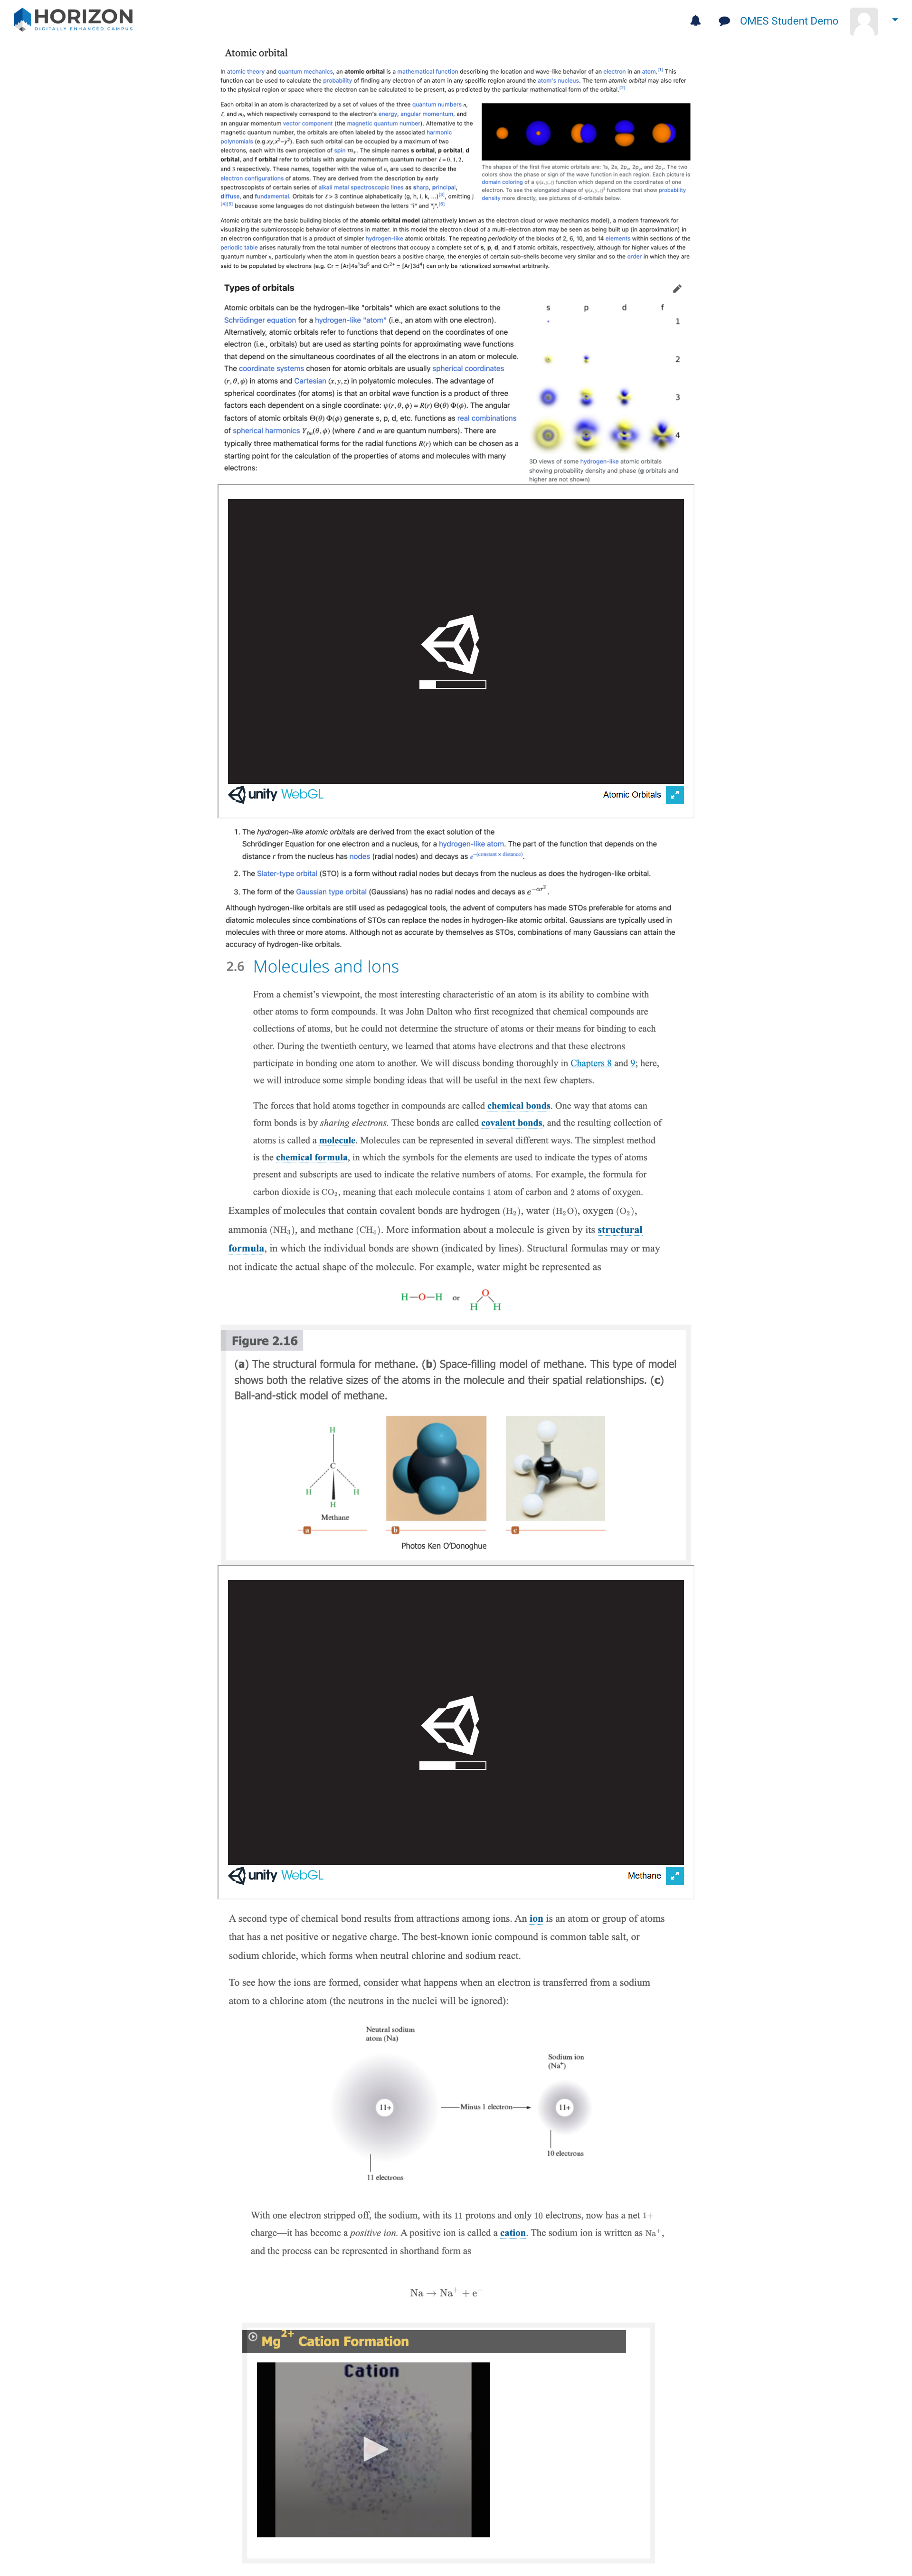 HORIZON
DIGITALLY ENHANCED CAMPUS
OMES Student Demo
Atomic orbital
In atomic theory and quantum mechanics, an atomic orbital is a mathematical function describing the location and wave-like behavior of an electron in an atom.[1] This
function can be used to calculate the probability of finding any electron of an atom in any specific region around the atom's nucleus. The term atomic orbital may also refer
to the physical region or space where the electron can be calculated to be present, as predicted by the particular mathematical form of the orbital.[2]
Each orbital in an atom is characterized by a set of values of the three quantum numbers n,
ℓ, and mℓ, which respectively correspond to the electron's energy, angular momentum, and
an angular momentum vector component (the magnetic quantum number). Alternative to the
magnetic quantum number, the orbitals are often labeled by the associated harmonic
polynomials (e.g. xy, x²−y²). Each such orbital can be occupied by a maximum of two
electrons, each with its own projection of spin mₛ. The simple names s orbital, p orbital, d
orbital, and f orbital refer to orbitals with angular momentum quantum number ℓ = 0, 1, 2,
and 3 respectively. These names, together with the value of n, are used to describe the
electron configurations of atoms. They are derived from the description by early
spectroscopists of certain series of alkali metal spectroscopic lines as sharp, principal,
diffuse, and fundamental. Orbitals for ℓ > 3 continue alphabetically (g, h, i, k, ...)[3], omitting j
[4][5] because some languages do not distinguish between the letters "i" and "j".[6]
The shapes of the first five atomic orbitals are: 1s, 2s, 2pₓ, 2pᵧ, and 2p_z. The two
colors show the phase or sign of the wave function in each region. Each picture is
domain coloring of a ψ(x, y, z) function which depend on the coordinates of one
electron. To see the elongated shape of ψ(x, y, z)² functions that show probability
density more directly, see pictures of d-orbitals below.
Atomic orbitals are the basic building blocks of the atomic orbital model (alternatively known as the electron cloud or wave mechanics model), a modern framework for
visualizing the submicroscopic behavior of electrons in matter. In this model the electron cloud of a multi-electron atom may be seen as being built up (in approximation) in
an electron configuration that is a product of simpler hydrogen-like atomic orbitals. The repeating periodicity of the blocks of 2, 6, 10, and 14 elements within sections of the
periodic table arises naturally from the total number of electrons that occupy a complete set of s, p, d, and f atomic orbitals, respectively, although for higher values of the
quantum number n, particularly when the atom in question bears a positive charge, the energies of certain sub-shells become very similar and so the order in which they are
said to be populated by electrons (e.g. Cr = [Ar]4s¹3d⁵ and Cr²⁺ = [Ar]3d⁴) can only be rationalized somewhat arbitrarily.
Types of orbitals
Atomic orbitals can be the hydrogen-like "orbitals" which are exact solutions to the
Schrödinger equation for a hydrogen-like "atom" (i.e., an atom with one electron).
Alternatively, atomic orbitals refer to functions that depend on the coordinates of one
electron (i.e., orbitals) but are used as starting points for approximating wave functions
that depend on the simultaneous coordinates of all the electrons in an atom or molecule.
The coordinate systems chosen for atomic orbitals are usually spherical coordinates
(r, θ, φ) in atoms and Cartesian (x, y, z) in polyatomic molecules. The advantage of
spherical coordinates (for atoms) is that an orbital wave function is a product of three
factors each dependent on a single coordinate: ψ(r, θ, φ) = R(r) Θ(θ) Φ(φ). The angular
factors of atomic orbitals Θ(θ) Φ(φ) generate s, p, d, etc. functions as real combinations
of spherical harmonics Yℓm(θ, φ) (where ℓ and m are quantum numbers). There are
typically three mathematical forms for the radial functions R(r) which can be chosen as a
starting point for the calculation of the properties of atoms and molecules with many
electrons:
s p d f
1
2
3
4
3D views of some hydrogen-like atomic orbitals
showing probability density and phase (g orbitals and
higher are not shown)
unity WebGL
Atomic Orbitals
1. The hydrogen-like atomic orbitals are derived from the exact solution of the
Schrödinger Equation for one electron and a nucleus, for a hydrogen-like atom. The part of the function that depends on the
distance r from the nucleus has nodes (radial nodes) and decays as e^−(constant × distance).
2. The Slater-type orbital (STO) is a form without radial nodes but decays from the nucleus as does the hydrogen-like orbital.
3. The form of the Gaussian type orbital (Gaussians) has no radial nodes and decays as e^−αr².
Although hydrogen-like orbitals are still used as pedagogical tools, the advent of computers has made STOs preferable for atoms and
diatomic molecules since combinations of STOs can replace the nodes in hydrogen-like atomic orbital. Gaussians are typically used in
molecules with three or more atoms. Although not as accurate by themselves as STOs, combinations of many Gaussians can attain the
accuracy of hydrogen-like orbitals.
2.6 Molecules and Ions
From a chemist's viewpoint, the most interesting characteristic of an atom is its ability to combine with
other atoms to form compounds. It was John Dalton who first recognized that chemical compounds are
collections of atoms, but he could not determine the structure of atoms or their means for binding to each
other. During the twentieth century, we learned that atoms have electrons and that these electrons
participate in bonding one atom to another. We will discuss bonding thoroughly in Chapters 8 and 9; here,
we will introduce some simple bonding ideas that will be useful in the next few chapters.
The forces that hold atoms together in compounds are called chemical bonds. One way that atoms can
form bonds is by sharing electrons. These bonds are called covalent bonds, and the resulting collection of
atoms is called a molecule. Molecules can be represented in several different ways. The simplest method
is the chemical formula, in which the symbols for the elements are used to indicate the types of atoms
present and subscripts are used to indicate the relative numbers of atoms. For example, the formula for
carbon dioxide is CO₂, meaning that each molecule contains 1 atom of carbon and 2 atoms of oxygen.
Examples of molecules that contain covalent bonds are hydrogen (H₂), water (H₂O), oxygen (O₂),
ammonia (NH₃), and methane (CH₄). More information about a molecule is given by its structural
formula, in which the individual bonds are shown (indicated by lines). Structural formulas may or may
not indicate the actual shape of the molecule. For example, water might be represented as
H—O—H or O
H H
Figure 2.16
(a) The structural formula for methane. (b) Space-filling model of methane. This type of model
shows both the relative sizes of the atoms in the molecule and their spatial relationships. (c)
Ball-and-stick model of methane.
H
C
H H
H
Methane
a b c
Photos Ken O'Donoghue
unity WebGL
Methane
A second type of chemical bond results from attractions among ions. An ion is an atom or group of atoms
that has a net positive or negative charge. The best-known ionic compound is common table salt, or
sodium chloride, which forms when neutral chlorine and sodium react.
To see how the ions are formed, consider what happens when an electron is transferred from a sodium
atom to a chlorine atom (the neutrons in the nuclei will be ignored):
Neutral sodium
atom (Na)
Sodium ion
(Na⁺)
11+
Minus 1 electron
11+
10 electrons
11 electrons
With one electron stripped off, the sodium, with its 11 protons and only 10 electrons, now has a net 1+
charge—it has become a positive ion. A positive ion is called a cation. The sodium ion is written as Na⁺,
and the process can be represented in shorthand form as
Na → Na⁺ + e⁻
Mg²⁺ Cation Formation
Cation